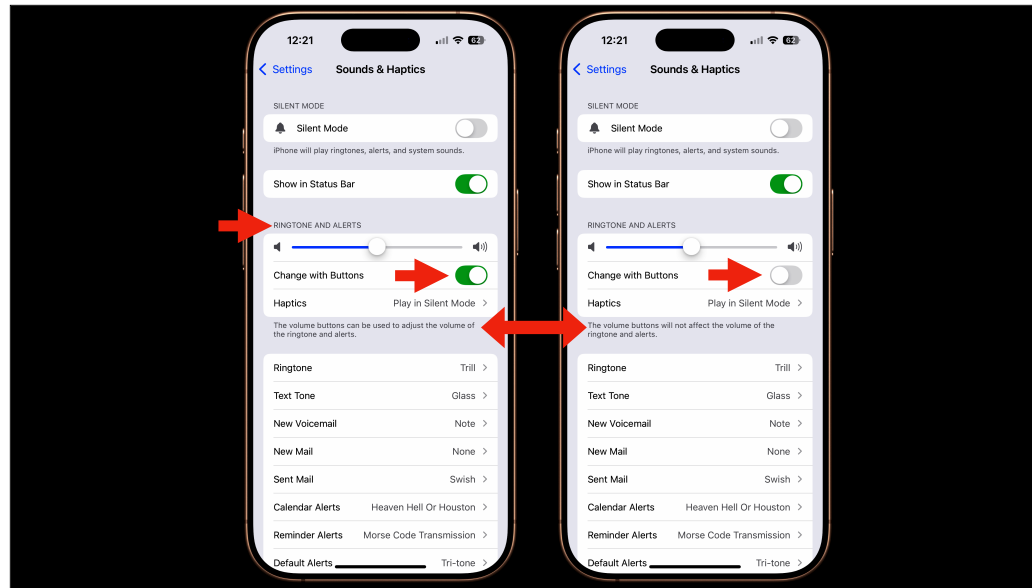 12:21
62
Settings
Sounds & Haptics
SILENT MODE
Silent Mode
iPhone will play ringtones, alerts, and system sounds.
Show in Status Bar
RINGTONE AND ALERTS
Change with Buttons
Haptics
Play in Silent Mode
The volume buttons can be used to adjust the volume of
the ringtone and alerts.
Ringtone
Trill
Text Tone
Glass
New Voicemail
Note
New Mail
None
Sent Mail
Swish
Calendar Alerts
Heaven Hell Or Houston
Reminder Alerts
Morse Code Transmission
Default Alerts
Tri-tone
12:21
62
Settings
Sounds & Haptics
SILENT MODE
Silent Mode
iPhone will play ringtones, alerts, and system sounds.
Show in Status Bar
RINGTONE AND ALERTS
Change with Buttons
Haptics
Play in Silent Mode
The volume buttons will not affect the volume of the
ringtone and alerts.
Ringtone
Trill
Text Tone
Glass
New Voicemail
Note
New Mail
None
Sent Mail
Swish
Calendar Alerts
Heaven Hell Or Houston
Reminder Alerts
Morse Code Transmission
Default Alerts
Tri-tone